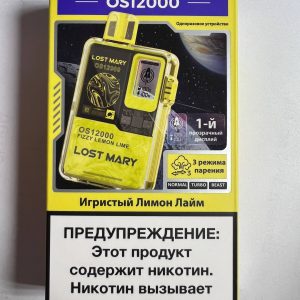 OS12000
Одноразовое устройство
LOST MARY
OS12000
1-й
прозрачный
дисплей
OS12000
FIZZY LEMON LIME
LOST MARY
3 режима
парения
NORMAL TURBO BEAST
Игристый Лимон Лайм
ПРЕДУПРЕЖДЕНИЕ:
Этот продукт
содержит никотин.
Никотин вызывает